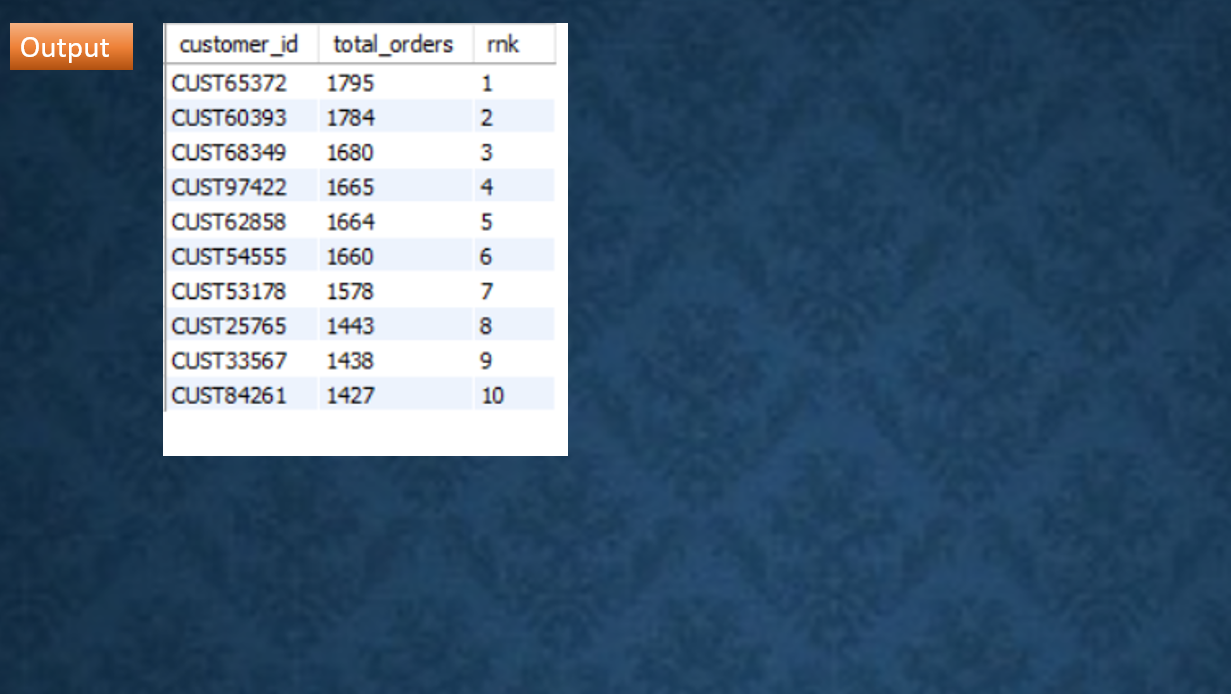 Output
customer_id total_orders rnk
CUST65372 1795 1
CUST60393 1784 2
CUST68349 1680 3
CUST97422 1665 4
CUST62858 1664 5
CUST54555 1660 6
CUST53178 1578 7
CUST25765 1443 8
CUST33567 1438 9
CUST84261 1427 10